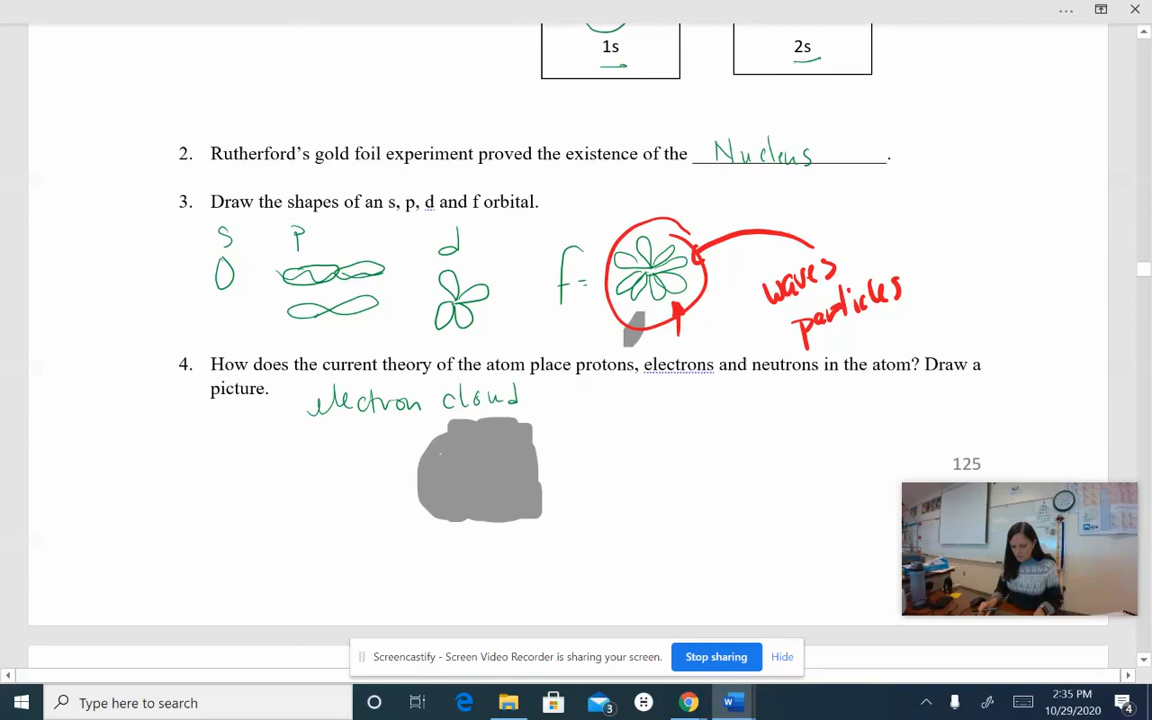 1s
2s
2. Rutherford's gold foil experiment proved the existence of the Nucleus.
3. Draw the shapes of an s, p, d and f orbital.
S P d f =
waves
particles
4. How does the current theory of the atom place protons, electrons and neutrons in the atom? Draw a
picture.
electron cloud
125
Screencastify - Screen Video Recorder is sharing your screen.
Stop sharing
Hide
Type here to search
3
2:35 PM
10/29/2020
4